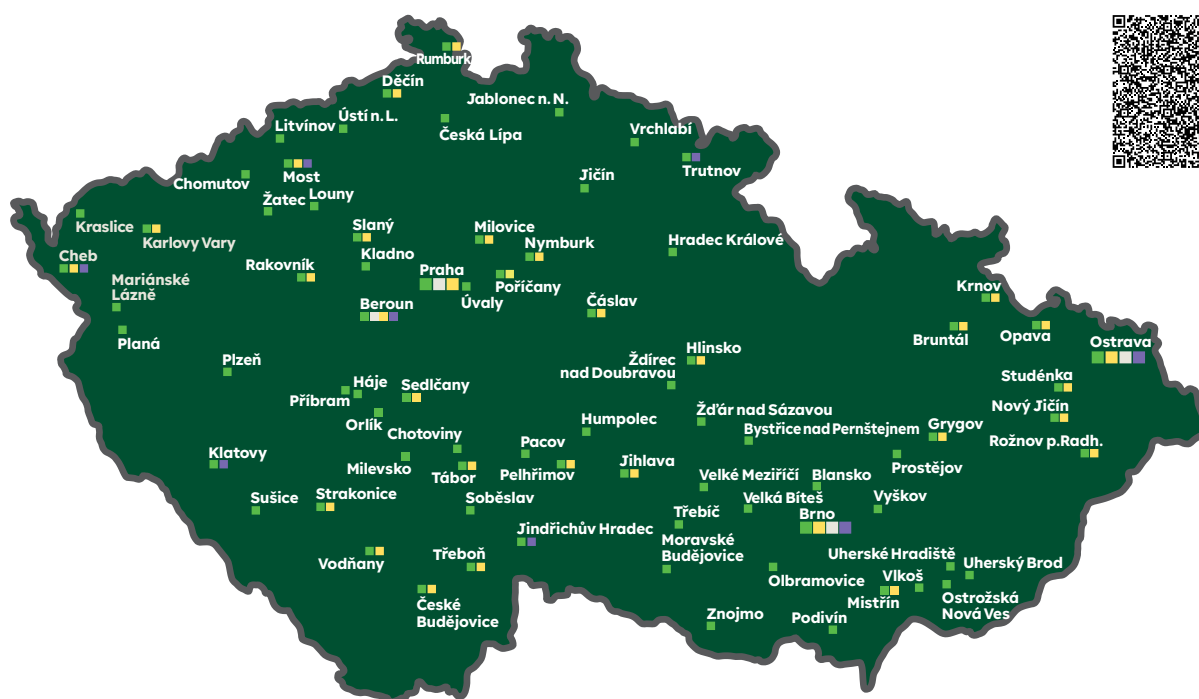 Rumburk
Děčín
Jablonec n. N.
Ústí n. L.
Česká Lípa
Litvínov
Vrchlabí
Most
Trutnov
Chomutov
Jičín
Žatec
Louny
Kraslice
Karlovy Vary
Slaný
Milovice
Nymburk
Hradec Králové
Cheb
Kladno
Rakovník
Praha
Poříčany
Mariánské
Lázně
Úvaly
Krnov
Beroun
Čáslav
Planá
Bruntál
Opava
Ostrava
Hlinsko
Plzeň
Ždírec
nad Doubravou
Studénka
Háje
Sedlčany
Příbram
Nový Jičín
Orlík
Humpolec
Žďár nad Sázavou
Grygov
Chotoviny
Bystřice nad Pernštejnem
Rožnov p. Radh.
Klatovy
Pacov
Milevsko
Tábor
Pelhřimov
Jihlava
Prostějov
Velké Meziříčí
Blansko
Sušice
Strakonice
Soběslav
Velká Bíteš
Vyškov
Brno
Třebíč
Jindřichův Hradec
Moravské
Budějovice
Vodňany
Třeboň
Uherské Hradiště
Uherský Brod
Olbramovice
Vlkoš
Mistřín
Ostrožská
Nová Ves
České
Budějovice
Znojmo
Podivín